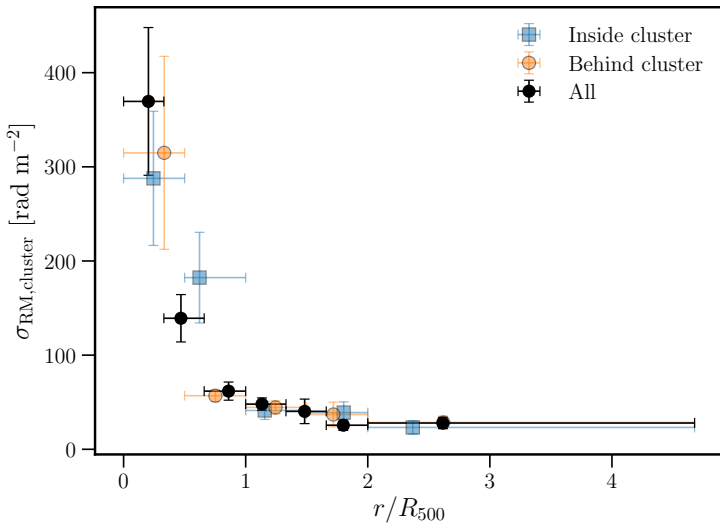 Inside cluster
Behind cluster
All
400
300
200
100
0
σRM,cluster [rad m−2]
0 1 2 3 4
r/R500